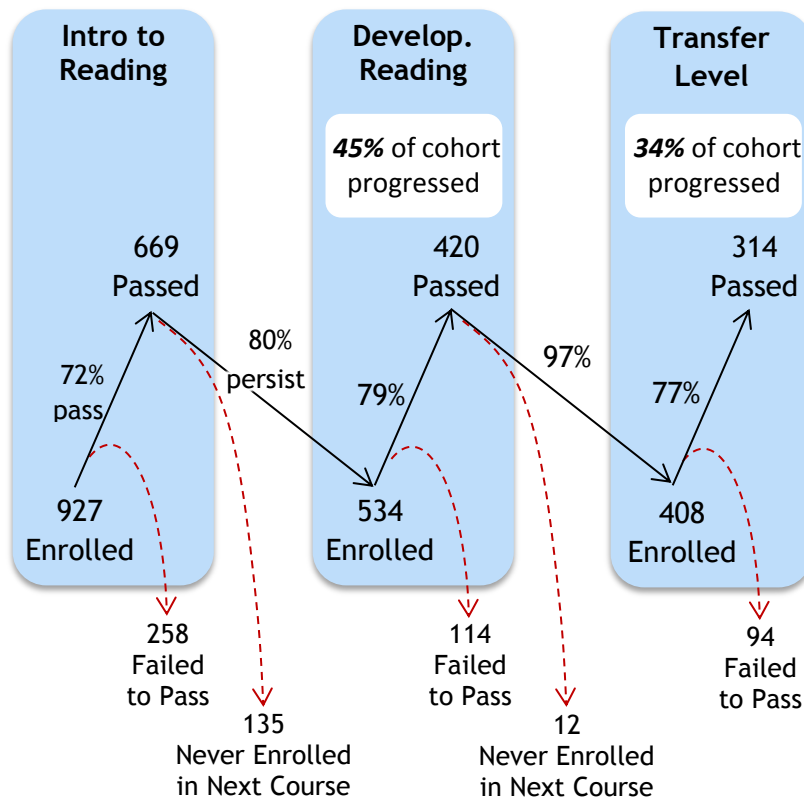 Intro to
Reading
669
Passed
72%
pass
927
Enrolled
258
Failed
to Pass
80%
persist
135
Never Enrolled
in Next Course
Develop.
Reading
45% of cohort
progressed
420
Passed
79%
534
Enrolled
114
Failed
to Pass
97%
12
Never Enrolled
in Next Course
Transfer
Level
34% of cohort
progressed
314
Passed
77%
408
Enrolled
94
Failed
to Pass